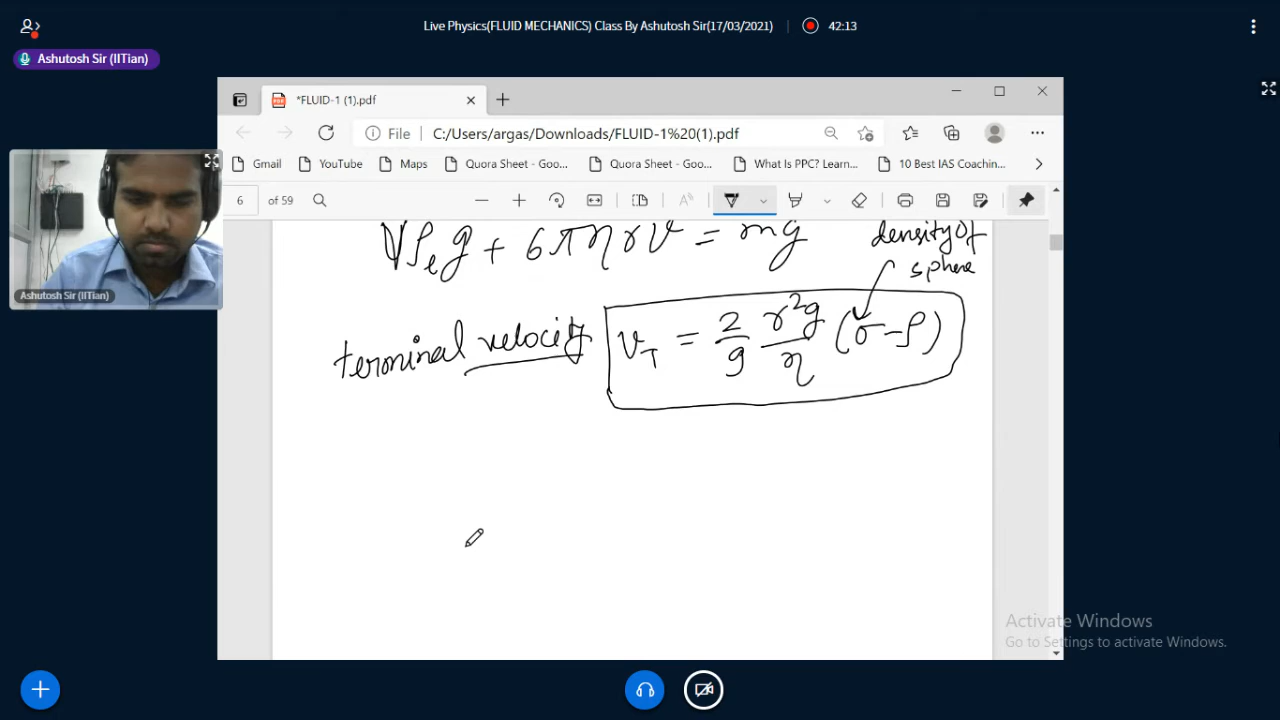 Live Physics(FLUID MECHANICS) Class By Ashutosh Sir(17/03/2021)
42:13
Ashutosh Sir (IITian)
*FLUID-1 (1).pdf
File
C:/Users/argas/Downloads/FLUID-1%20(1).pdf
Gmail
YouTube
Maps
Quora Sheet - Goo...
Quora Sheet - Goo...
What Is PPC? Learn...
10 Best IAS Coachin...
6 of 59
Vρ_l g + 6πηrv = mg
density of
sphere
terminal velocity v_T = 2/9 r²g/η (σ-ρ)
Ashutosh Sir (IITian)
Activate Windows
Go to Settings to activate Windows.